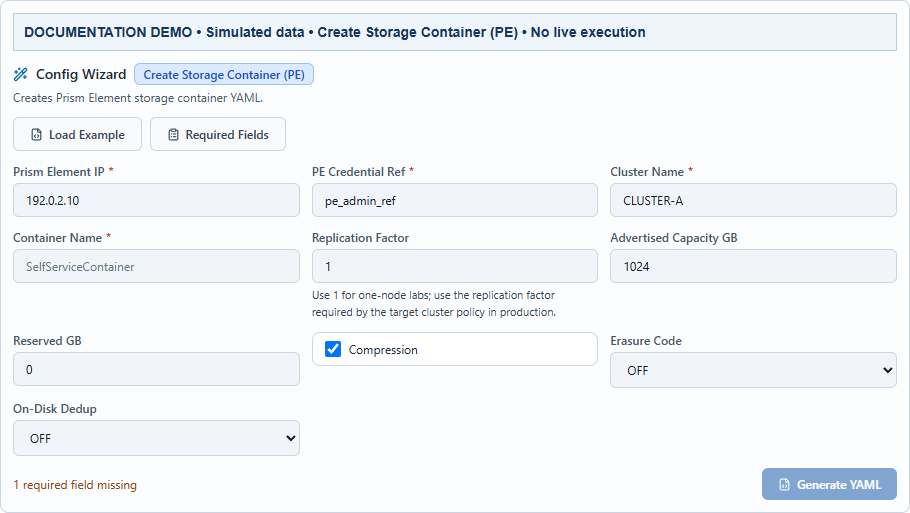 DOCUMENTATION DEMO • Simulated data • Create Storage Container (PE) • No live execution
Config Wizard Create Storage Container (PE)
Creates Prism Element storage container YAML.
Load Example Required Fields
Prism Element IP * PE Credential Ref * Cluster Name *
192.0.2.10 pe_admin_ref CLUSTER-A
Container Name * Replication Factor Advertised Capacity GB
SelfServiceContainer 1 1024
Use 1 for one-node labs; use the replication factor
required by the target cluster policy in production.
Reserved GB Compression Erasure Code
0 OFF
On-Disk Dedup
OFF
1 required field missing Generate YAML